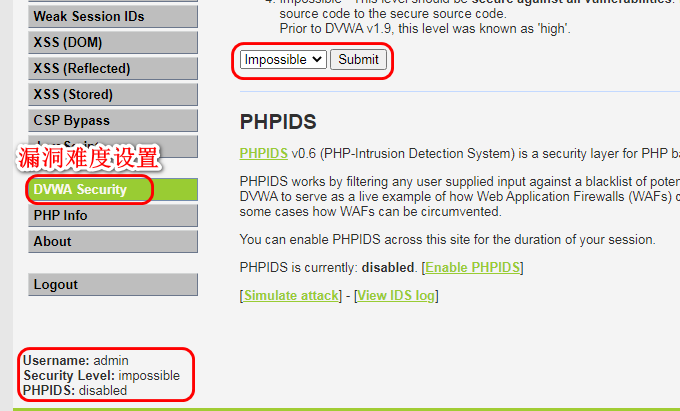 Weak Session IDs
XSS (DOM)
XSS (Reflected)
XSS (Stored)
CSP Bypass
漏洞难度设置
DVWA Security
PHP Info
About
Logout
Username: admin
Security Level: impossible
PHPIDS: disabled
4. Impossible - This level should be secure against all vulnerabilities.
source code to the secure source code.
Prior to DVWA v1.9, this level was known as 'high'.
Impossible Submit
PHPIDS
PHPIDS v0.6 (PHP-Intrusion Detection System) is a security layer for PHP ba
PHPIDS works by filtering any user supplied input against a blacklist of poten
DVWA to serve as a live example of how Web Application Firewalls (WAFs) c
some cases how WAFs can be circumvented.
You can enable PHPIDS across this site for the duration of your session.
PHPIDS is currently: disabled. [Enable PHPIDS]
[Simulate attack] - [View IDS log]